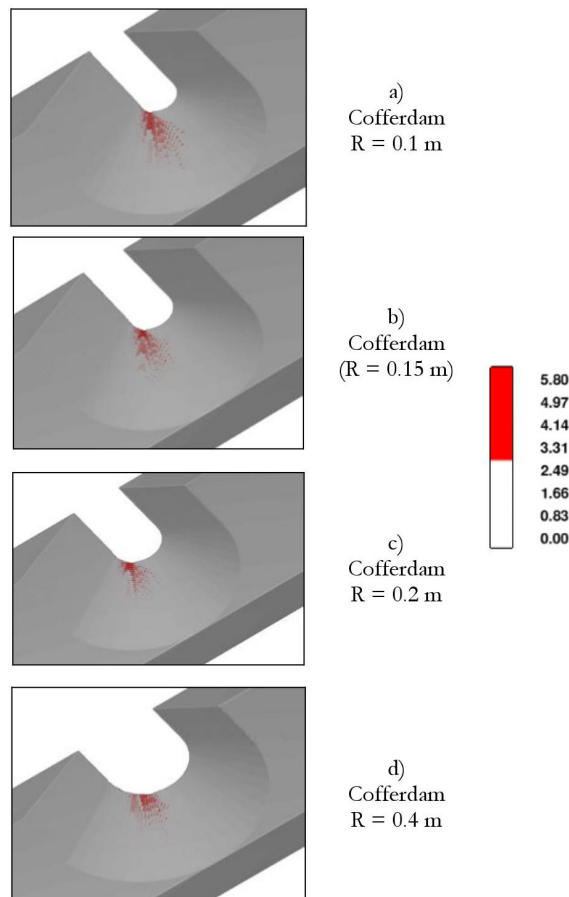 a)
Cofferdam
R = 0.1 m
b)
Cofferdam
(R = 0.15 m)
5.80
4.97
4.14
3.31
2.49
1.66
0.83
0.00
c)
Cofferdam
R = 0.2 m
d)
Cofferdam
R = 0.4 m